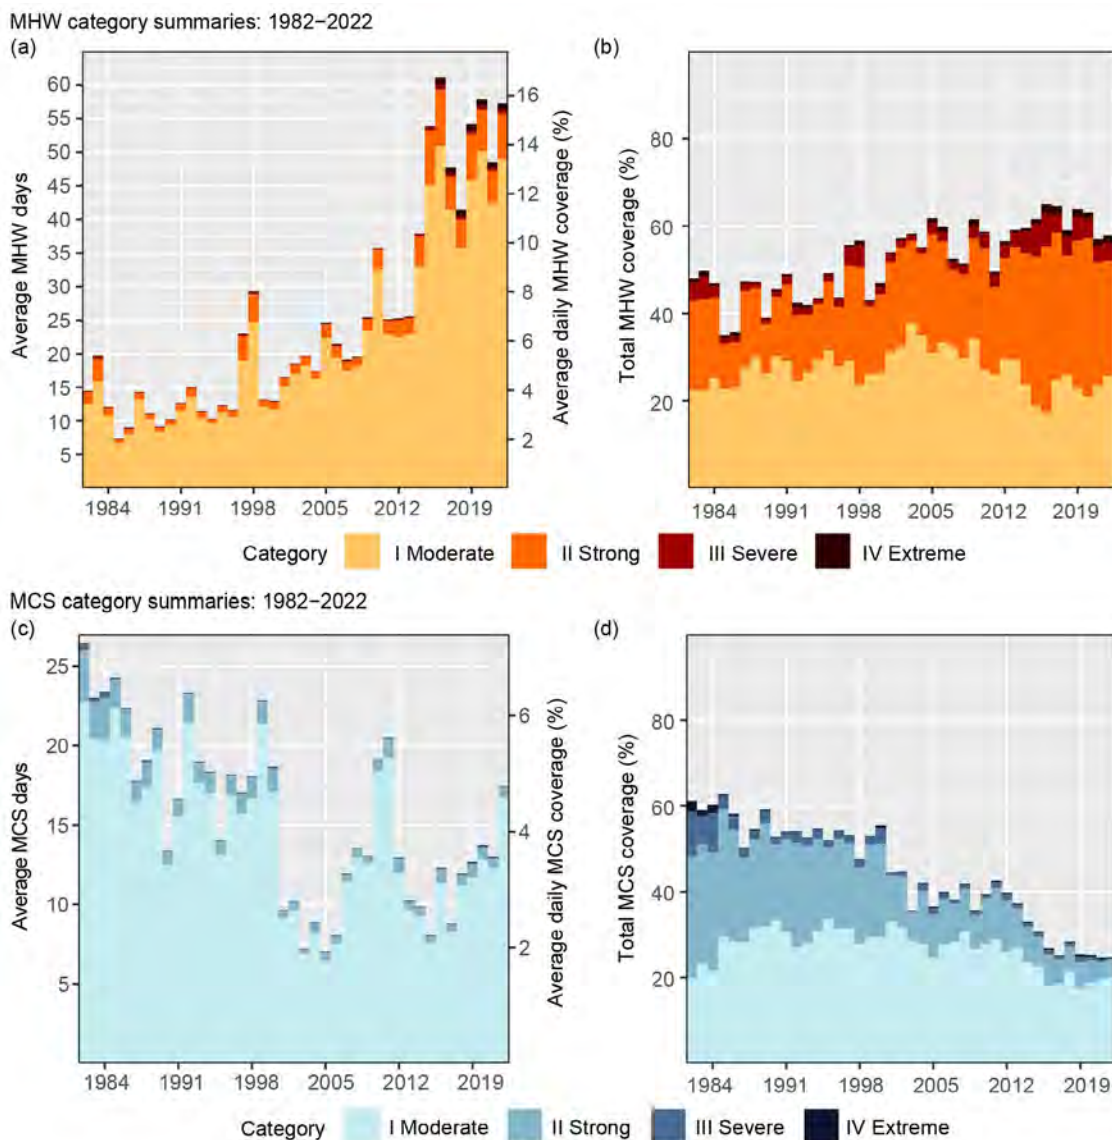 MHW category summaries: 1982−2022
(a)
(b)
Average MHW days
60
55
50
45
40
35
30
25
20
15
10
5
16
14
12
10
8
6
4
2
Average daily MHW coverage (%)
1984 1991 1998 2005 2012 2019
Total MHW coverage (%)
80
60
40
20
1984 1991 1998 2005 2012 2019
Category I Moderate II Strong III Severe IV Extreme
MCS category summaries: 1982−2022
(c)
(d)
Average MCS days
25
20
15
10
5
6
4
2
Average daily MCS coverage (%)
1984 1991 1998 2005 2012 2019
Total MCS coverage (%)
80
60
40
20
1984 1991 1998 2005 2012 2019
Category I Moderate II Strong III Severe IV Extreme